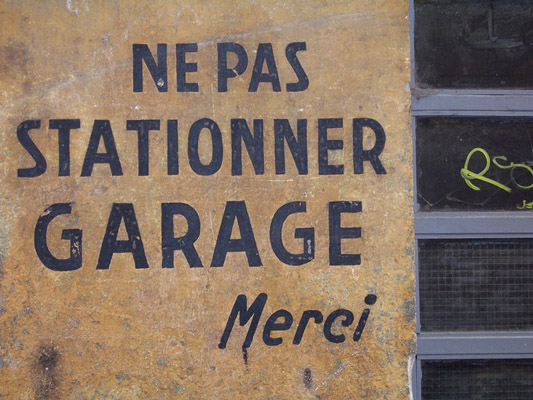 NE PAS
STATIONNER
GARAGE
Merci